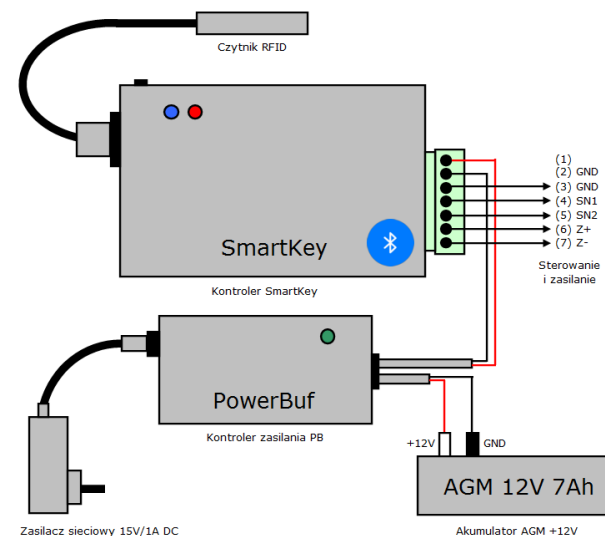 Czytnik RFID
SmartKey
Kontroler SmartKey
(1)
(2) GND
(3) GND
(4) SN1
(5) SN2
(6) Z+
(7) Z-
Sterowanie
i zasilanie
PowerBuf
Kontroler zasilania PB
+12V
GND
AGM 12V 7Ah
Zasilacz sieciowy 15V/1A DC
Akumulator AGM +12V